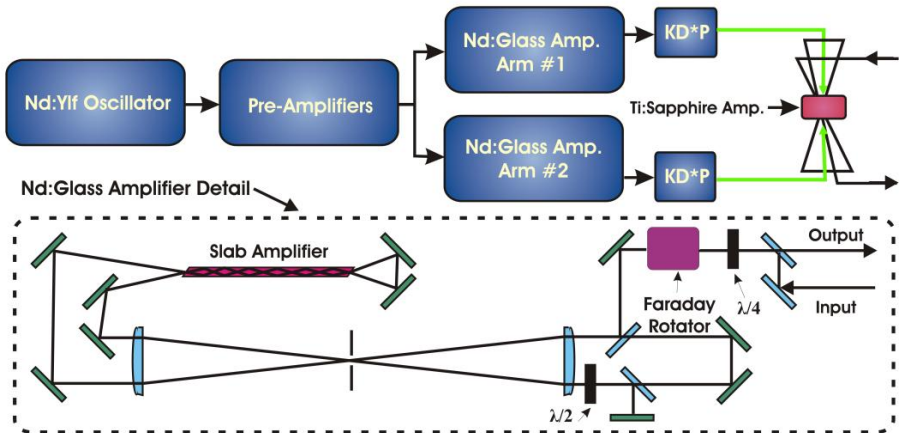 Nd:Ylf Oscillator
Pre-Amplifiers
Nd:Glass Amp.
Arm #1
KD*P
Nd:Glass Amp.
Arm #2
KD*P
Ti:Sapphire Amp.
Nd:Glass Amplifier Detail
Slab Amplifier
Faraday
Rotator
λ/4
Output
Input
λ/2